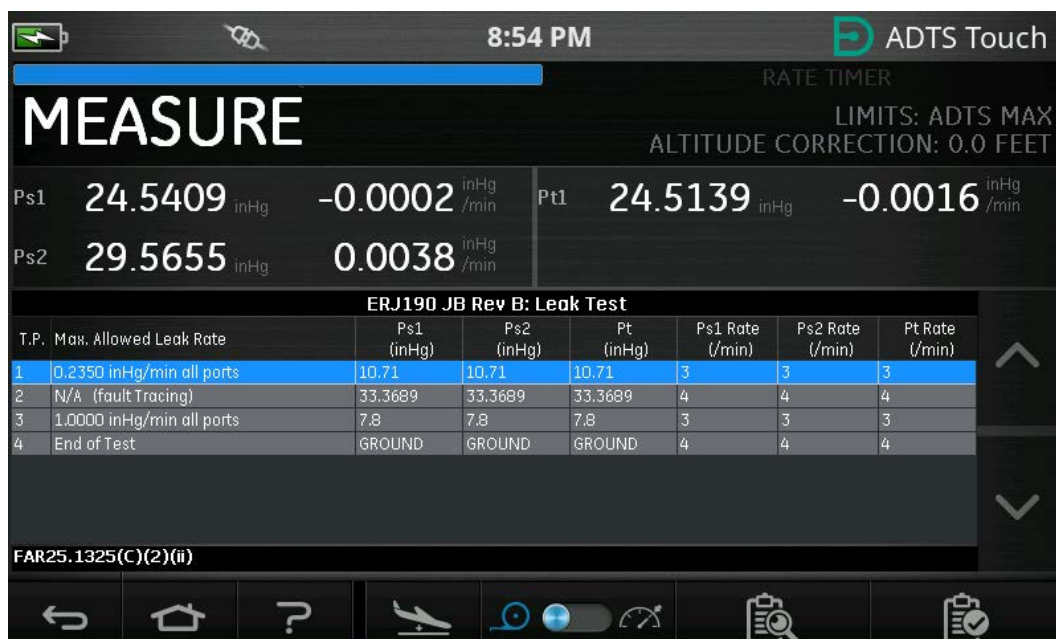 8:54 PM ADTS Touch
RATE TIMER
MEASURE
LIMITS: ADTS MAX
ALTITUDE CORRECTION: 0.0 FEET
Ps1 24.5409 inHg -0.0002 inHg/min Pt1 24.5139 inHg -0.0016 inHg/min
Ps2 29.5655 inHg 0.0038 inHg/min
ERJ190 JB Rev B: Leak Test
T.P. Max. Allowed Leak Rate Ps1 (inHg) Ps2 (inHg) Pt (inHg) Ps1 Rate (/min) Ps2 Rate (/min) Pt Rate (/min)
1 0.2350 inHg/min all ports 10.71 10.71 10.71 3 3 3
2 N/A (fault Tracing) 33.3689 33.3689 33.3689 4 4 4
3 1.0000 inHg/min all ports 7.8 7.8 7.8 3 3 3
4 End of Test GROUND GROUND GROUND 4 4 4
FAR25.1325(C)(2)(ii)
?